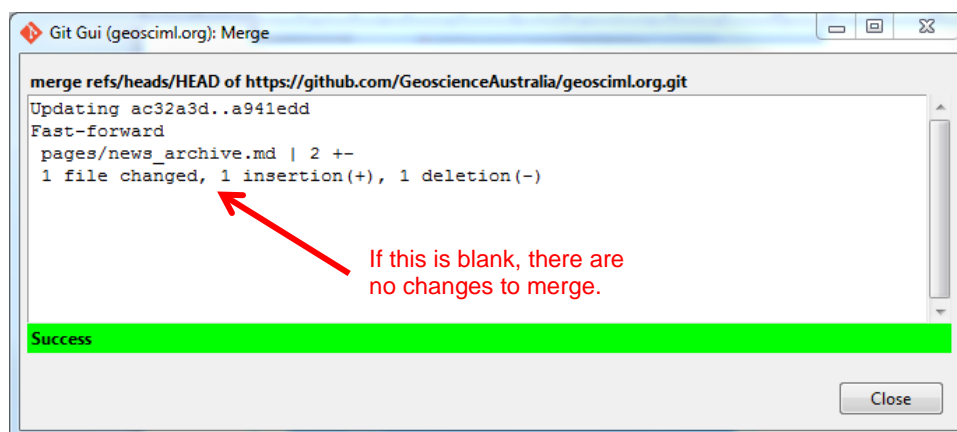 Git Gui (geosciml.org): Merge
merge refs/heads/HEAD of https://github.com/GeoscienceAustralia/geosciml.org.git
Updating ac32a3d..a941edd
Fast-forward
pages/news_archive.md | 2 +-
1 file changed, 1 insertion(+), 1 deletion(-)
If this is blank, there are
no changes to merge.
Success
Close